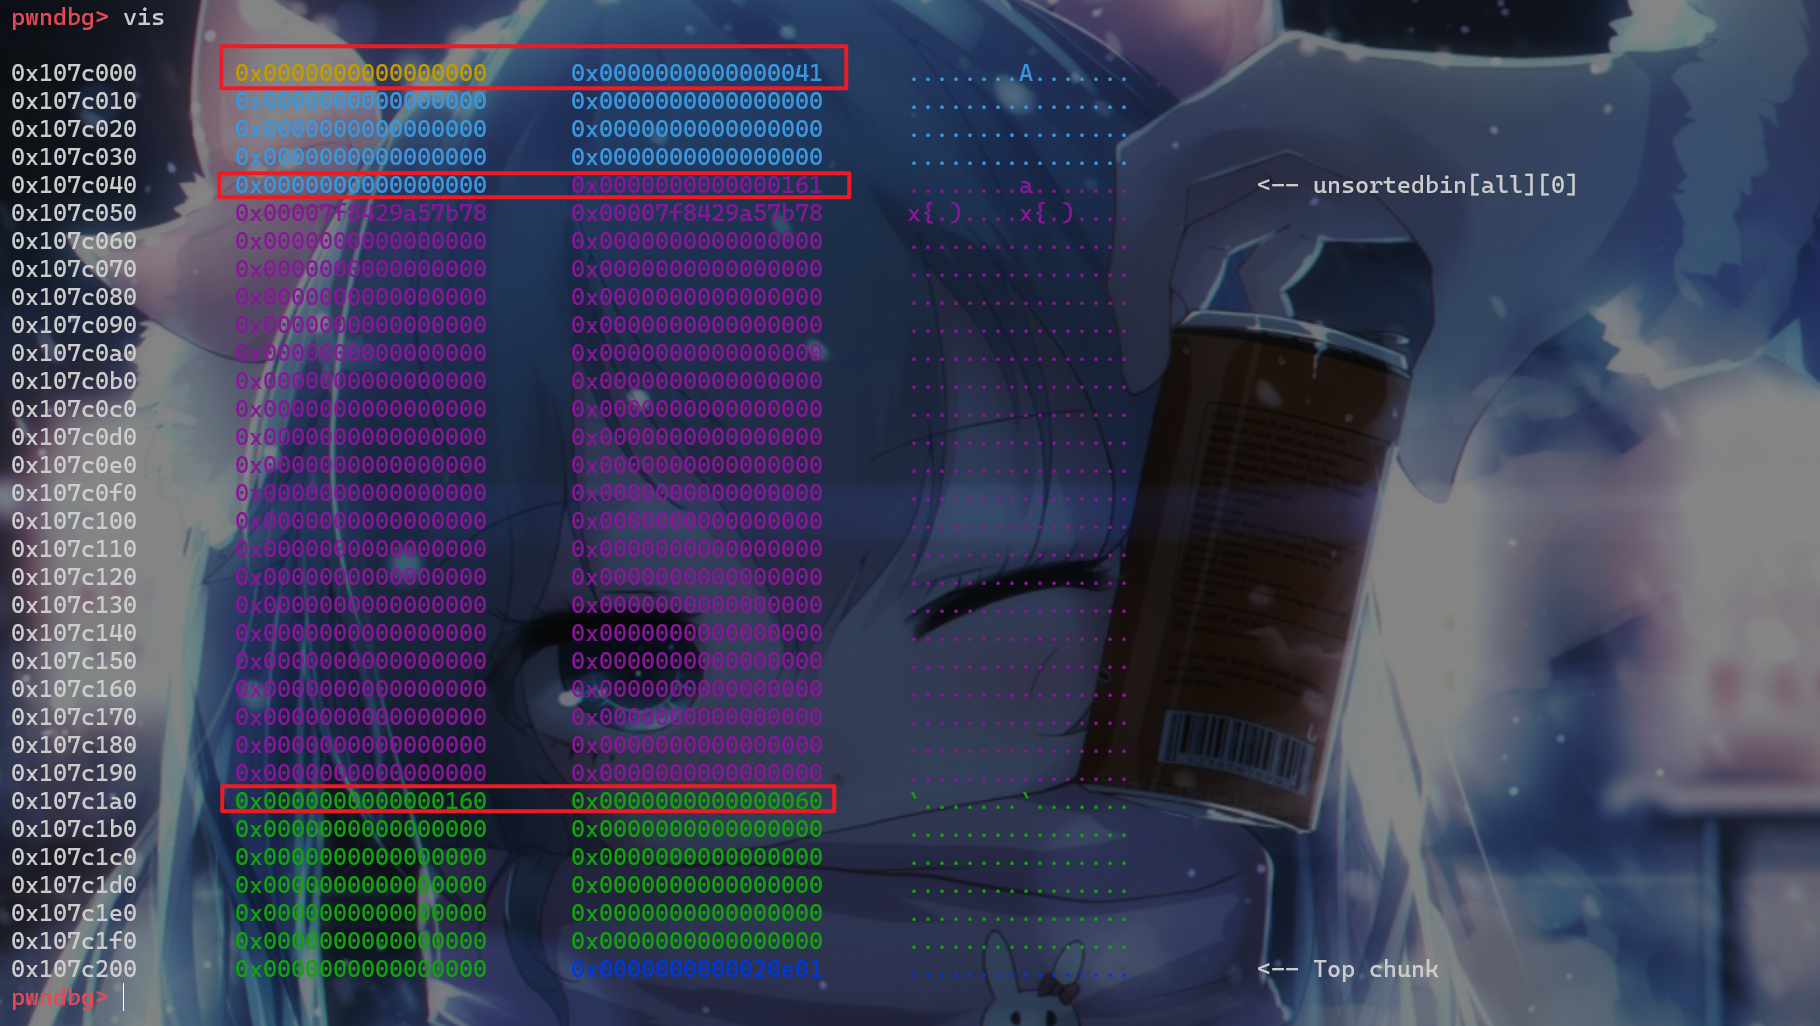 pwndbg> vis
0x107c000 0x0000000000000000 0x0000000000000041 ........A.......
0x107c010 0x0000000000000000 0x0000000000000000 ................
0x107c020 0x0000000000000000 0x0000000000000000 ................
0x107c030 0x0000000000000000 0x0000000000000000 ................
0x107c040 0x0000000000000000 0x0000000000000161 ........a....... <-- unsortedbin[all][0]
0x107c050 0x00007f8429a57b78 0x00007f8429a57b78 x{.)....x{.)....
0x107c060 0x0000000000000000 0x0000000000000000 ................
0x107c070 0x0000000000000000 0x0000000000000000 ................
0x107c080 0x0000000000000000 0x0000000000000000 ................
0x107c090 0x0000000000000000 0x0000000000000000 ................
0x107c0a0 0x0000000000000000 0x0000000000000000 ................
0x107c0b0 0x0000000000000000 0x0000000000000000 ................
0x107c0c0 0x0000000000000000 0x0000000000000000 ................
0x107c0d0 0x0000000000000000 0x0000000000000000 ................
0x107c0e0 0x0000000000000000 0x0000000000000000 ................
0x107c0f0 0x0000000000000000 0x0000000000000000 ................
0x107c100 0x0000000000000000 0x0000000000000000 ................
0x107c110 0x0000000000000000 0x0000000000000000 ................
0x107c120 0x0000000000000000 0x0000000000000000 ................
0x107c130 0x0000000000000000 0x0000000000000000 ................
0x107c140 0x0000000000000000 0x0000000000000000 ................
0x107c150 0x0000000000000000 0x0000000000000000 ................
0x107c160 0x0000000000000000 0x0000000000000000 ................
0x107c170 0x0000000000000000 0x0000000000000000 ................
0x107c180 0x0000000000000000 0x0000000000000000 ................
0x107c190 0x0000000000000000 0x0000000000000000 ................
0x107c1a0 0x0000000000000160 0x0000000000000060 `.......`.......
0x107c1b0 0x0000000000000000 0x0000000000000000 ................
0x107c1c0 0x0000000000000000 0x0000000000000000 ................
0x107c1d0 0x0000000000000000 0x0000000000000000 ................
0x107c1e0 0x0000000000000000 0x0000000000000000 ................
0x107c1f0 0x0000000000000000 0x0000000000000000 ................
0x107c200 0x0000000000000000 0x0000000000020e01 ................ <-- Top chunk
pwndbg>